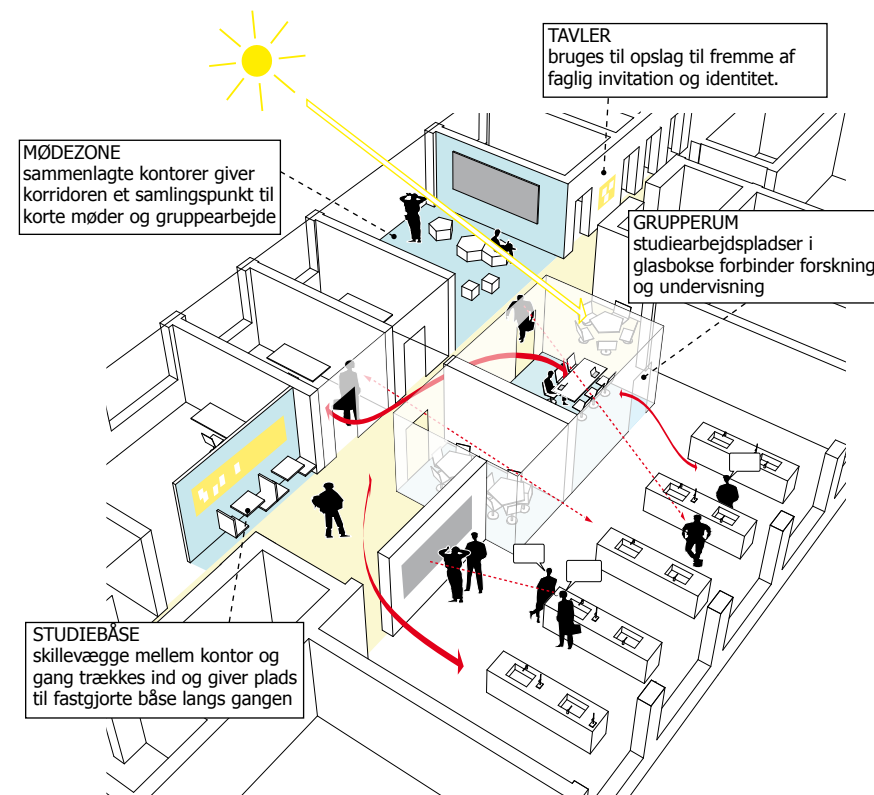 TAVLER
bruges til opslag til fremme af
faglig invitation og identitet.
MØDEZONE
sammenlagte kontorer giver
korridoren et samlingspunkt til
korte møder og gruppearbejde
GRUPPERUM
studiearbejdspladser i
glasbokse forbinder forskning
og undervisning
STUDIEBÅSE
skillevægge mellem kontor og
gang trækkes ind og giver plads
til fastgjorte båse langs gangen